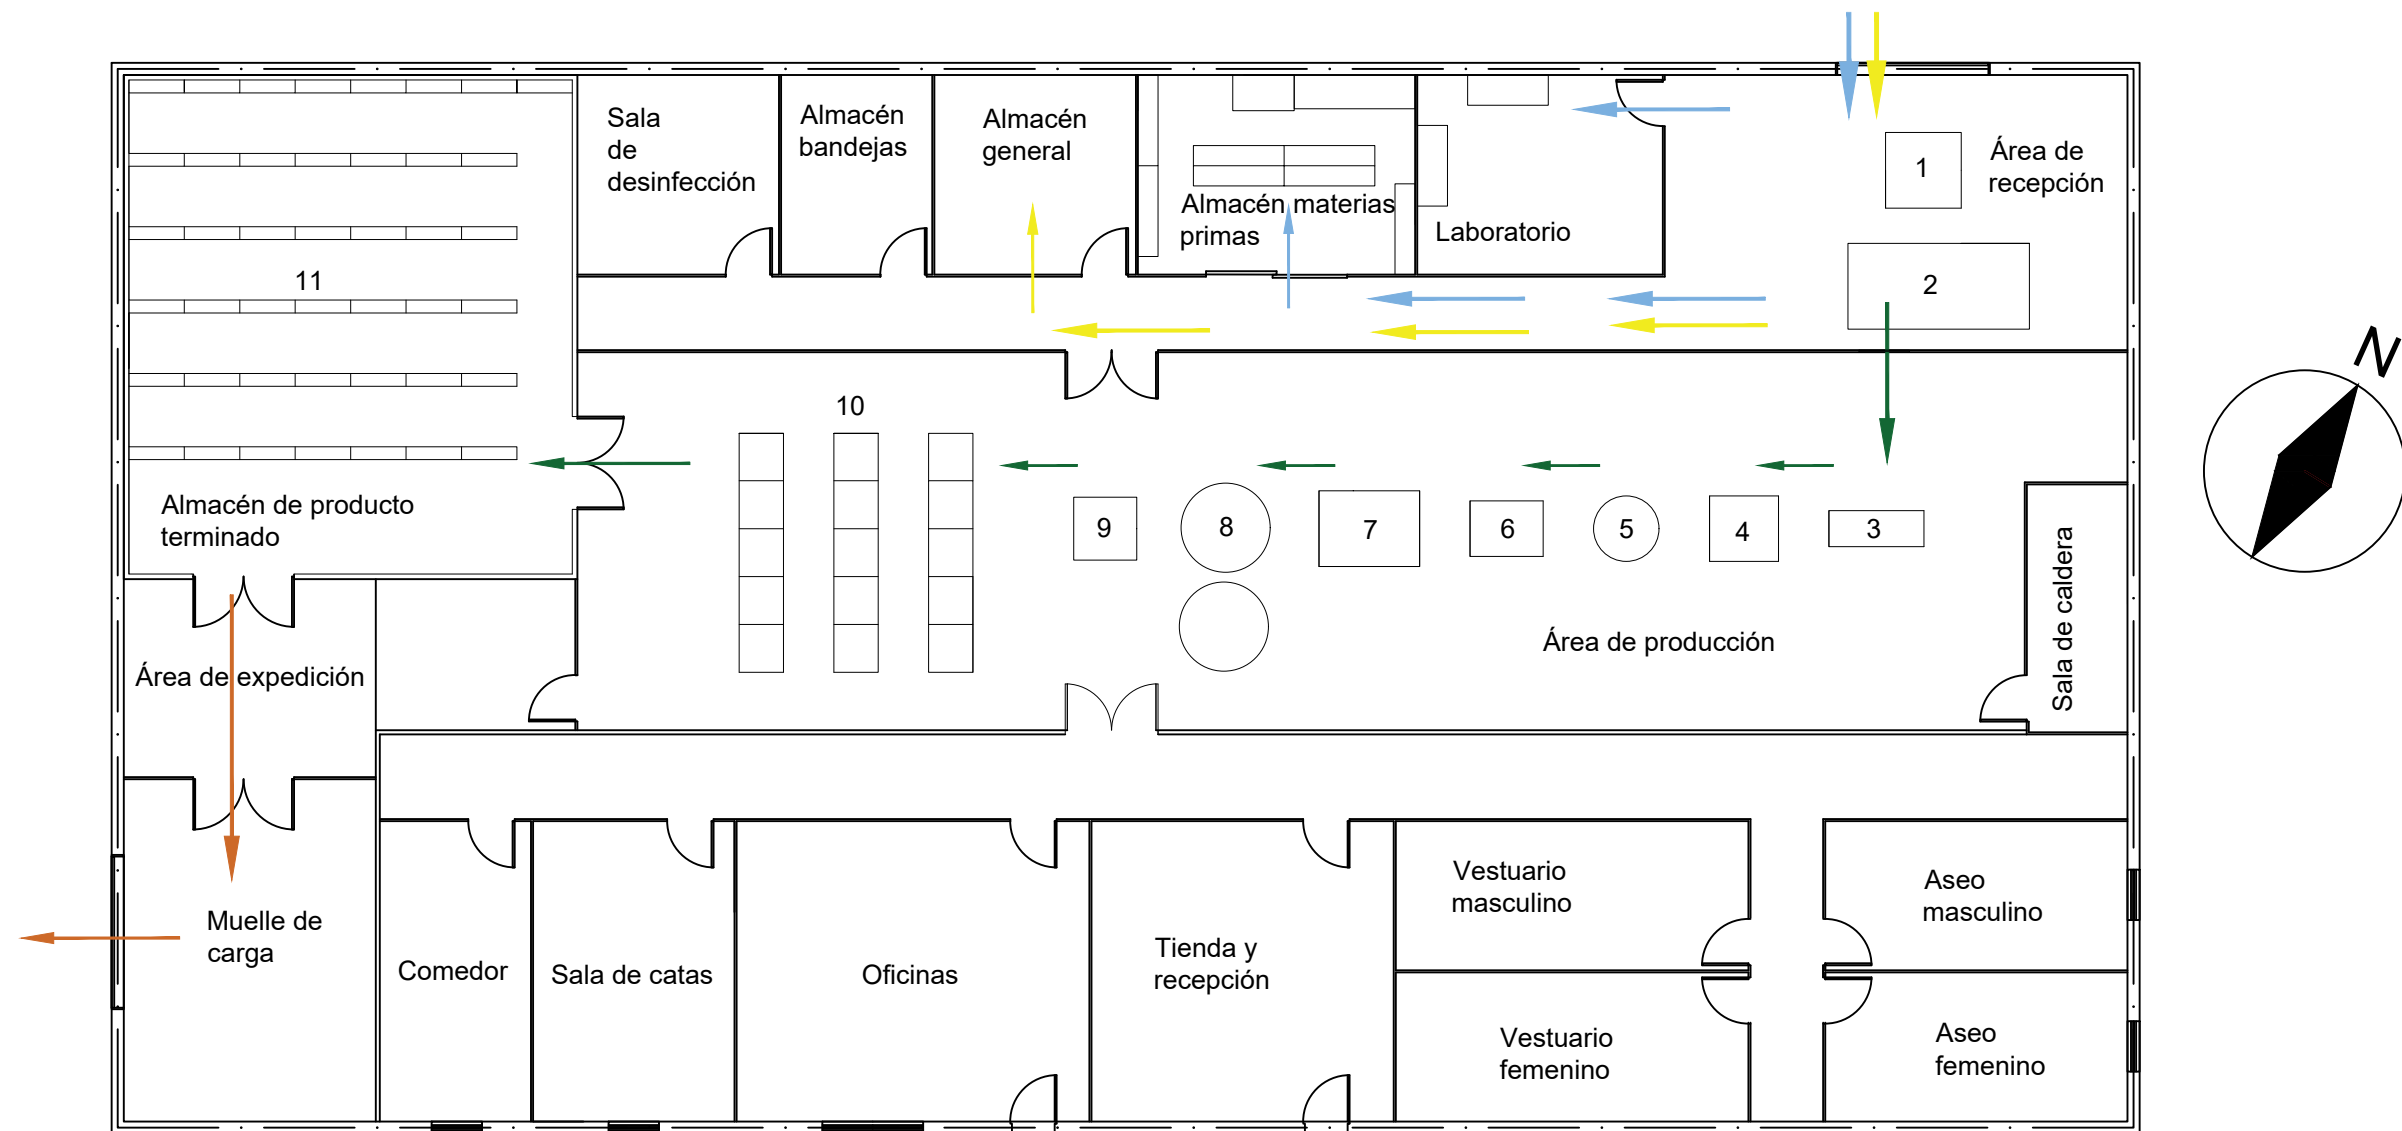 Sala
de
desinfección
Almacén
bandejas
Almacén
general
Almacén materias
primas
Laboratorio
1
Área de
recepción
2
11
N
10
Almacén de producto
terminado
9
8
7
6
5
4
3
Sala de caldera
Área de producción
Área de expedición
Muelle de
carga
Comedor
Sala de catas
Oficinas
Tienda y
recepción
Vestuario
masculino
Aseo
masculino
Vestuario
femenino
Aseo
femenino